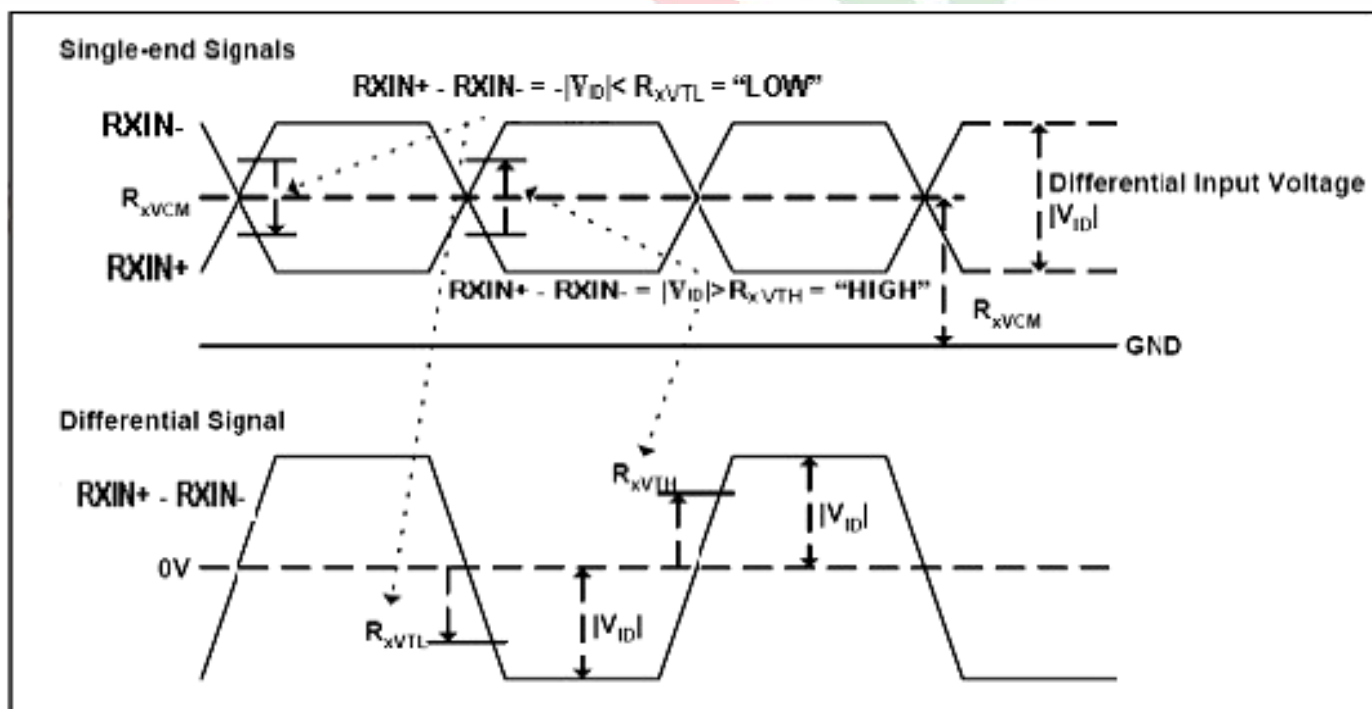 Single-end Signals
RXIN+ - RXIN- = -|VID|< RxVTL = “LOW”
RXIN-
RxVCM
Differential Input Voltage
|VID|
RXIN+
RXIN+ - RXIN- = |VID|> RxVTH = “HIGH”
RxVCM
GND
Differential Signal
RXIN+ - RXIN-
RxVTH
|VID|
0V
RxVTL
|VID|